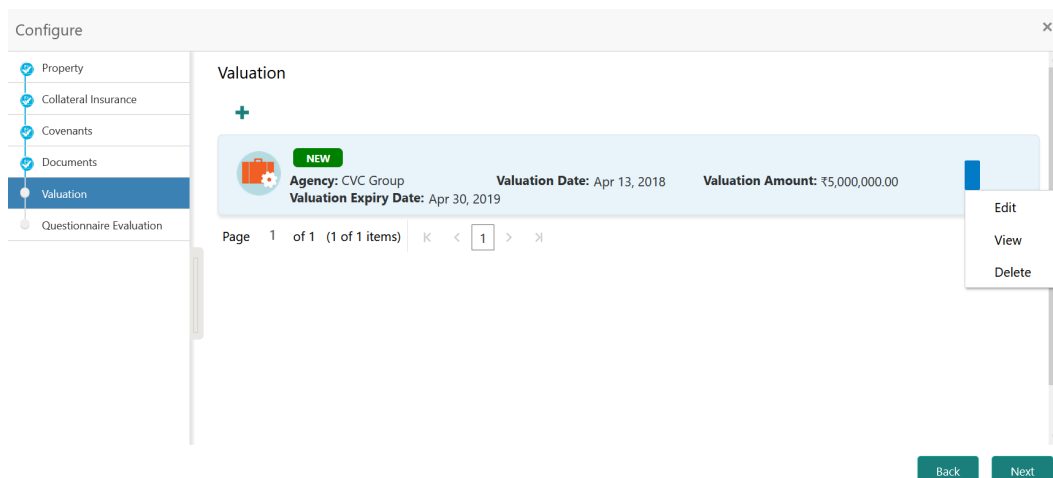 Configure
×
Property
Collateral Insurance
Covenants
Documents
Valuation
Questionnaire Evaluation
Valuation
NEW
Agency: CVC Group Valuation Date: Apr 13, 2018 Valuation Amount: ₹5,000,000.00
Valuation Expiry Date: Apr 30, 2019
Edit
View
Delete
Page 1 of 1 (1 of 1 items) 1
Back Next